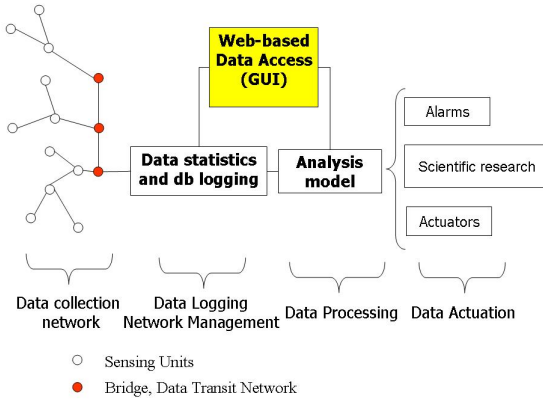 Web-based
Data Access
(GUI)
Data statistics
and db logging
Analysis
model
Alarms
Scientific research
Actuators
Data collection
network
Data Logging
Network Management
Data Processing
Data Actuation
Sensing Units
Bridge, Data Transit Network